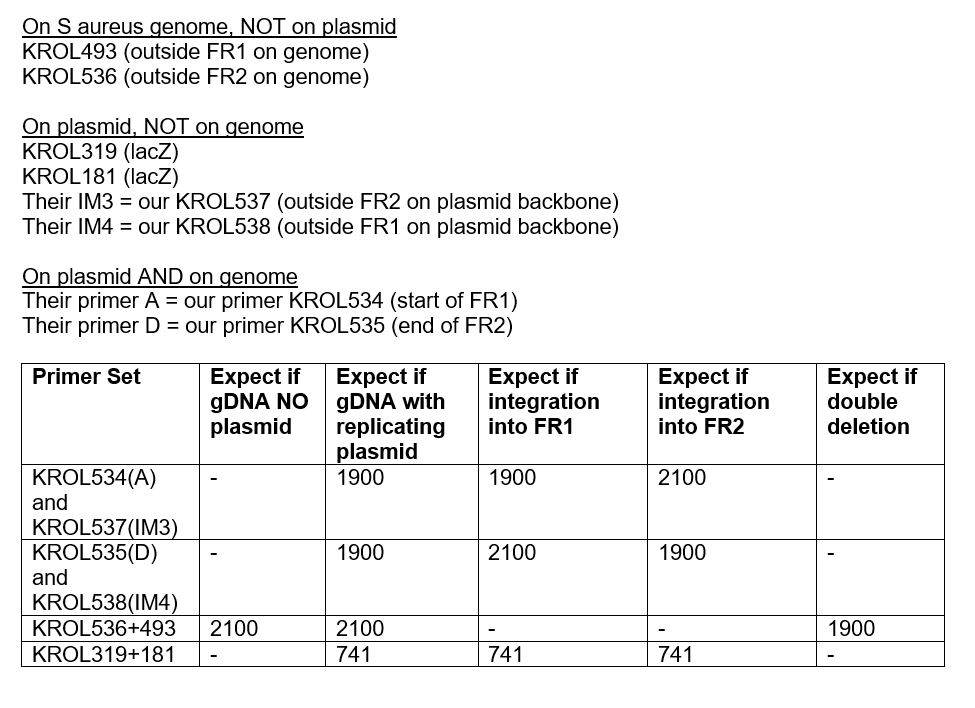 On S aureus genome, NOT on plasmid
KROL493 (outside FR1 on genome)
KROL536 (outside FR2 on genome)
On plasmid, NOT on genome
KROL319 (lacZ)
KROL181 (lacZ)
Their IM3 = our KROL537 (outside FR2 on plasmid backbone)
Their IM4 = our KROL538 (outside FR1 on plasmid backbone)
On plasmid AND on genome
Their primer A = our primer KROL534 (start of FR1)
Their primer D = our primer KROL535 (end of FR2)
Primer Set Expect if Expect if Expect if Expect if Expect if
gDNA NO gDNA with integration integration double
plasmid replicating into FR1 into FR2 deletion
plasmid
KROL534(A) - 1900 1900 2100 -
and
KROL537(IM3)
KROL535(D) - 1900 2100 1900 -
and
KROL538(IM4)
KROL536+493 2100 2100 - - 1900
KROL319+181 - 741 741 741 -